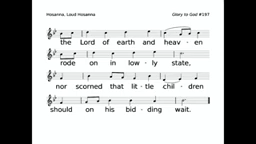 Hosanna, Loud Hosanna Glory to God #197
the Lord of earth and heav - en
rode on in low - ly state,
nor scorned that lit - tle chil - dren
should on his bid - ding wait.